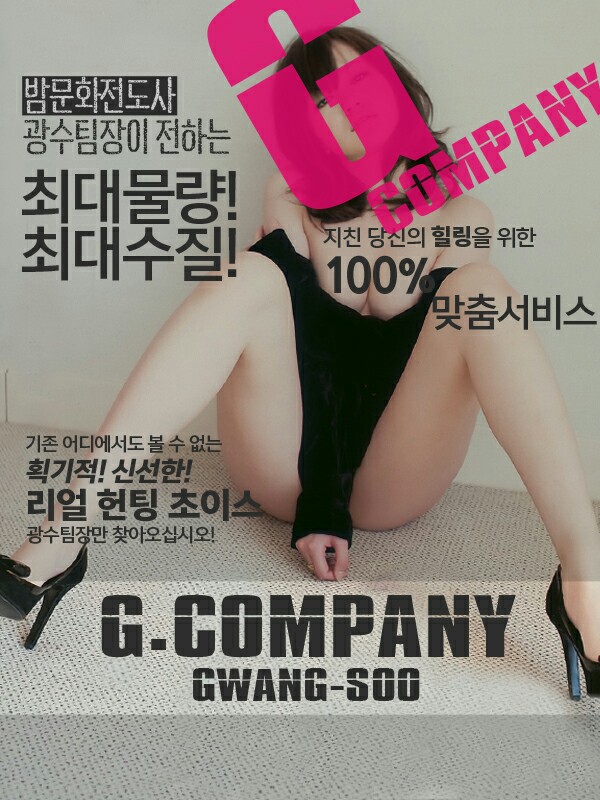 G
COMPANY
밤문화전도사
광수팀장이 전하는
최대물량!
최대수질!
지친 당신의 힐링을 위한
100%
맞춤서비스
기존 어디에서도 볼 수 없는
획기적! 신선한!
리얼 헌팅 초이스
광수팀장만 찾아오십시오!
G.COMPANY
GWANG-SOO